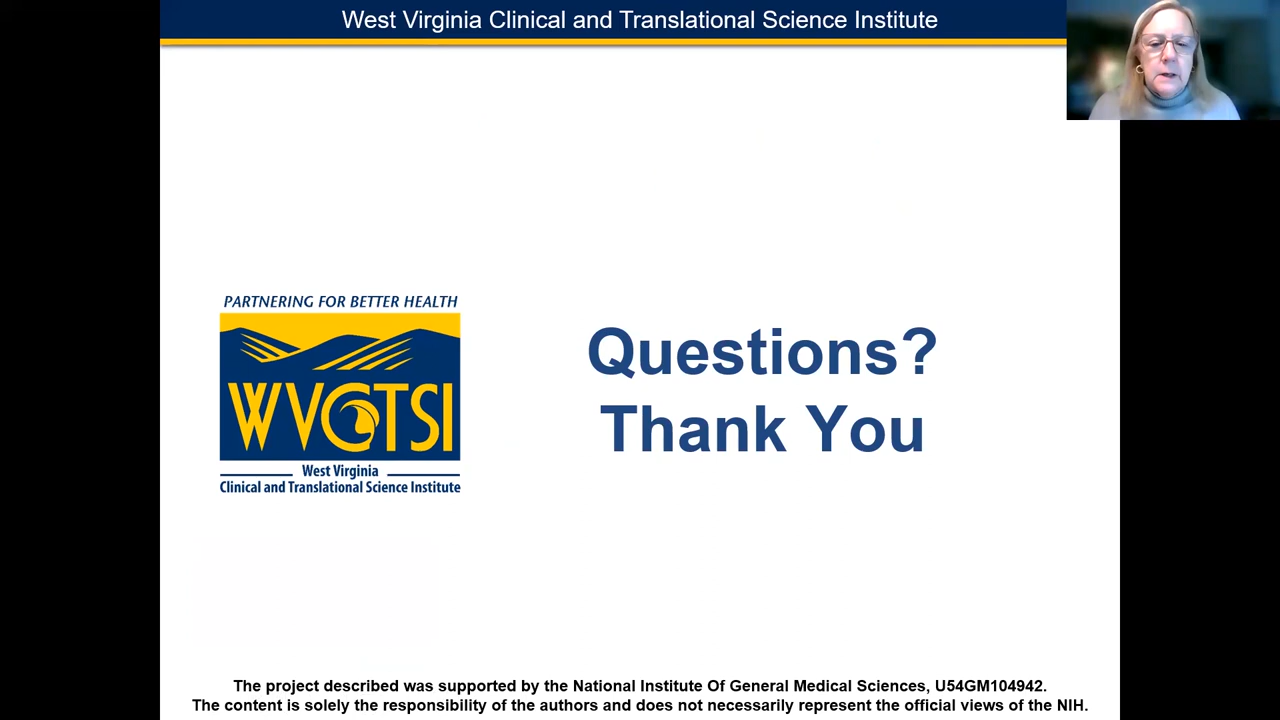 West Virginia Clinical and Translational Science Institute
PARTNERING FOR BETTER HEALTH
WVCTSI
West Virginia
Clinical and Translational Science Institute
Questions?
Thank You
The project described was supported by the National Institute Of General Medical Sciences, U54GM104942.
The content is solely the responsibility of the authors and does not necessarily represent the official views of the NIH.